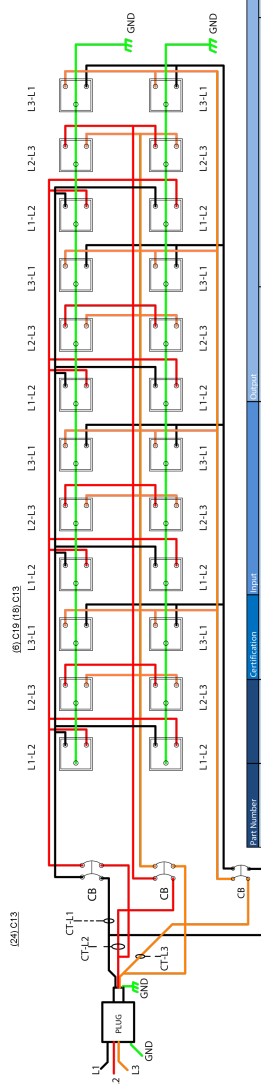 (24) C13
(6) C19 (18) C13
L1-L2
L2-L3
L3-L1
L1-L2
L2-L3
L3-L1
L1-L2
L2-L3
L3-L1
L1-L2
L2-L3
L3-L1
GND
L1-L2
L2-L3
L3-L1
L1-L2
L2-L3
L3-L1
L1-L2
L2-L3
L3-L1
L1-L2
L2-L3
L3-L1
GND
CB
CB
CB
CT-L1
CT-L2
CT-L3
L1
.2
L3
PLUG
GND
GND
Part Number
Certification
Input
Output